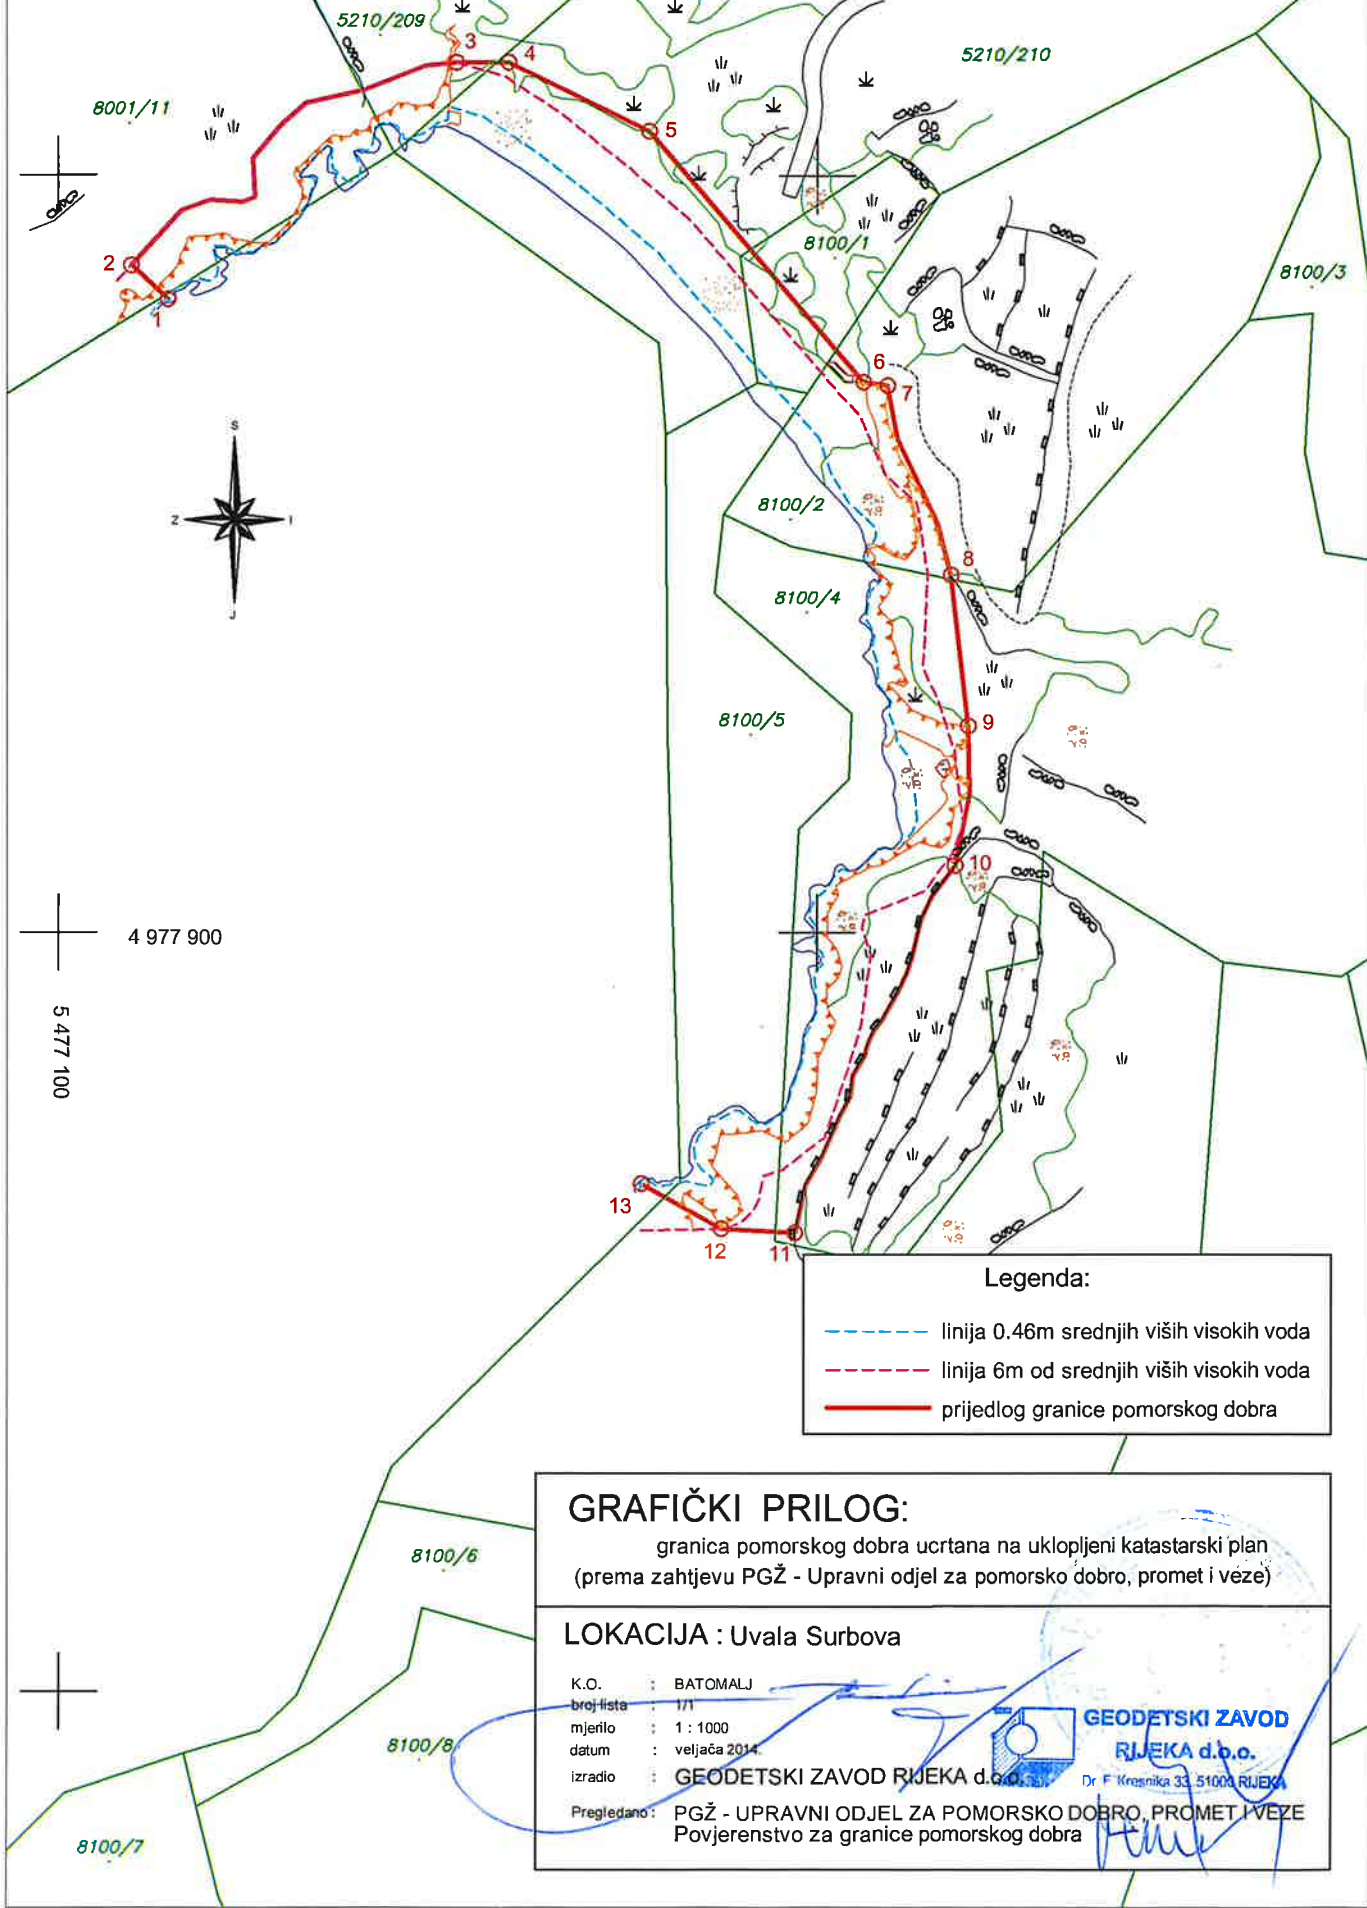 5210/209
3
4
5210/210
8001/11
5
8100/1
8100/3
2
1
6
7
S
Z
I
J
8100/2
8
8100/4
8100/5
9
10
4 977 900
5 477 100
13
12
11
Legenda:
linija 0.46m srednjih viših visokih voda
linija 6m od srednjih viših visokih voda
prijedlog granice pomorskog dobra
GRAFIČKI PRILOG:
granica pomorskog dobra ucrtana na uklopljeni katastarski plan
(prema zahtjevu PGŽ - Upravni odjel za pomorsko dobro, promet i veze)
8100/6
LOKACIJA : Uvala Surbova
K.O. : BATOMALJ
broj lista : 1/1
mjerilo : 1 : 1000
datum : veljača 2014.
izradio : GEODETSKI ZAVOD RIJEKA d.o.o.
Pregledano : PGŽ - UPRAVNI ODJEL ZA POMORSKO DOBRO, PROMET I VEZE
Povjerenstvo za granice pomorskog dobra
GEODETSKI ZAVOD
RIJEKA d.o.o.
Dr. F. Kresnika 33, 51000 RIJEKA
8100/8
8100/7